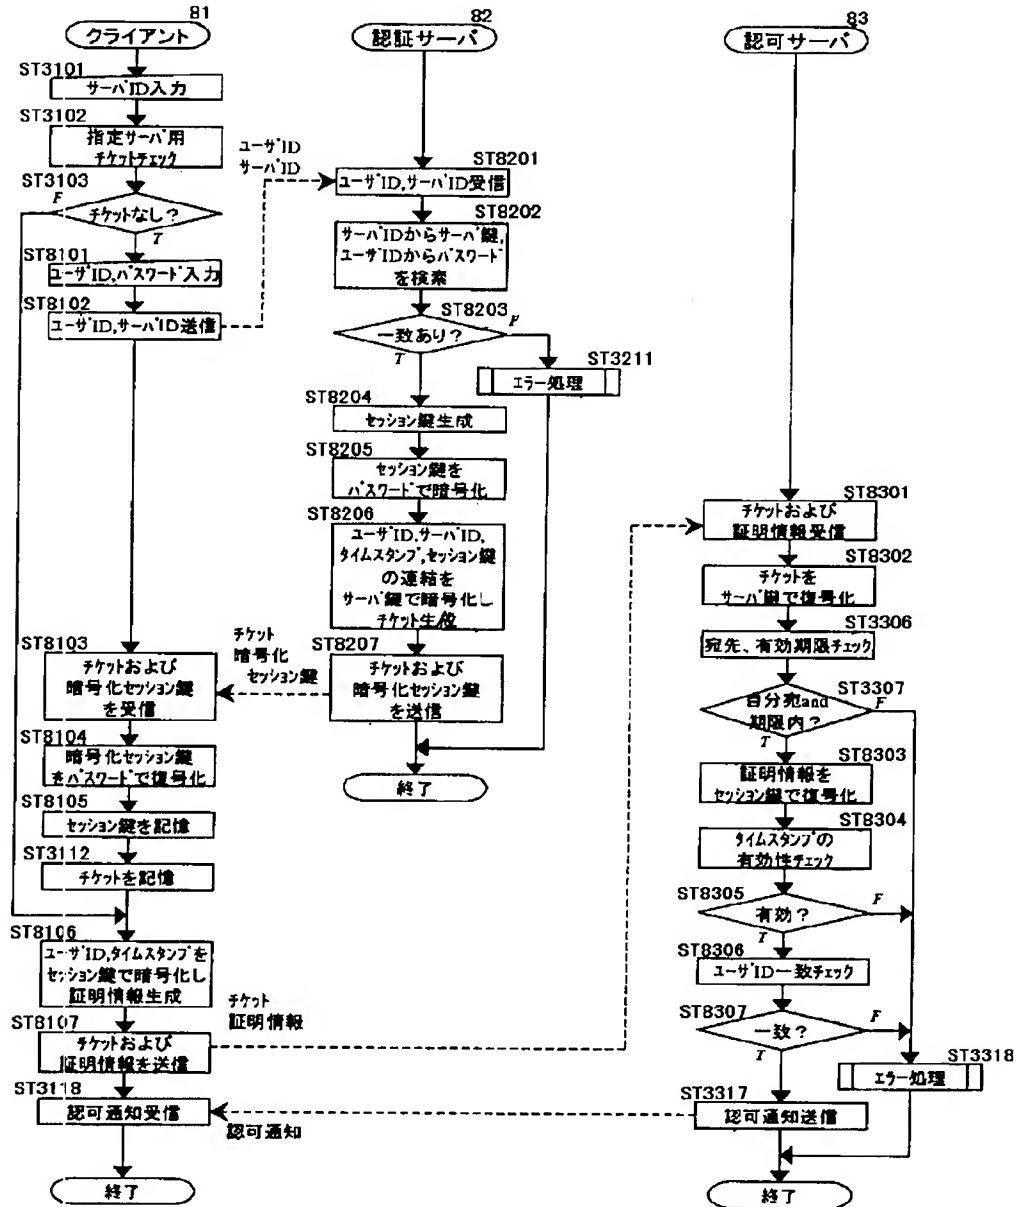 81
クライアント
ST3101
サーバID入力
ST3102
指定サーバ用
チケットチェック
ST3103
F
チケットなし?
T
ST8101
ユーザID,パスワード入力
ST8102
ユーザID,サーバID送信
ユーザID
サーバID
ST8103
チケットおよび
暗号化セッション鍵
を受信
ST8104
暗号化セッション鍵
をパスワードで復号化
ST8105
セッション鍵を記憶
ST3112
チケットを記憶
ST8106
ユーザID,タイムスタンプを
セッション鍵で暗号化し
証明情報生成
ST8107
チケットおよび
証明情報を送信
チケット
証明情報
ST3118
認可通知受信
認可通知
終了
82
認証サーバ
ST8201
ユーザID,サーバID受信
ST8202
サーバIDからサーバ鍵,
ユーザIDからパスワード
を検索
ST8203
一致あり?
F
T
ST3211
エラー処理
ST8204
セッション鍵生成
ST8205
セッション鍵を
パスワードで暗号化
ST8206
ユーザID,サーバID,
タイムスタンプ,セッション鍵
の連結を
サーバ鍵で暗号化し
チケット生成
ST8207
チケットおよび
暗号化セッション鍵
を送信
チケット
暗号化
セッション鍵
終了
83
認可サーバ
ST8301
チケットおよび
証明情報受信
ST8302
チケットを
サーバ鍵で復号化
ST3306
宛先、有効期限チェック
ST3307
自分宛and
期限内?
F
T
ST8303
証明情報を
セッション鍵で復号化
ST8304
タイムスタンプの
有効性チェック
ST8305
有効?
F
T
ST8306
ユーザID一致チェック
ST8307
一致?
F
T
ST3318
エラー処理
ST3317
認可通知送信
終了